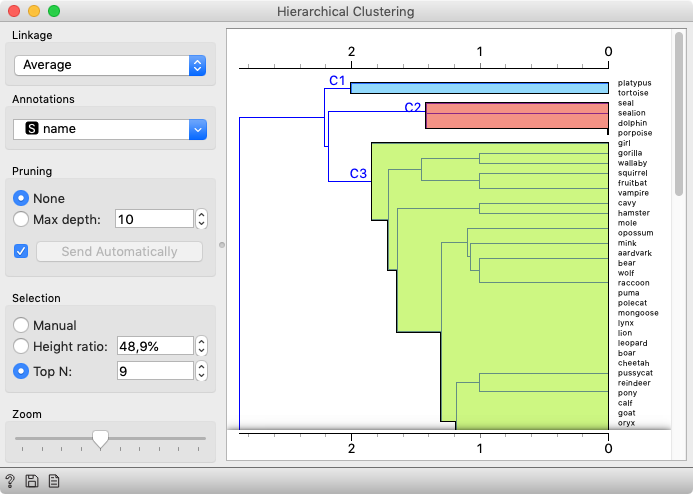 Hierarchical Clustering
Linkage
Average
Annotations
S name
Pruning
None
Max depth: 10
Send Automatically
Selection
Manual
Height ratio: 48,9%
Top N: 9
Zoom
2 1 0
C1
C2
C3
platypus
tortoise
seal
sealion
dolphin
porpoise
girl
gorilla
wallaby
squirrel
fruitbat
vampire
cavy
hamster
mole
opossum
mink
aardvark
bear
wolf
raccoon
puma
polecat
mongoose
lynx
lion
leopard
boar
cheetah
pussycat
reindeer
pony
calf
goat
oryx
2 1 0
?